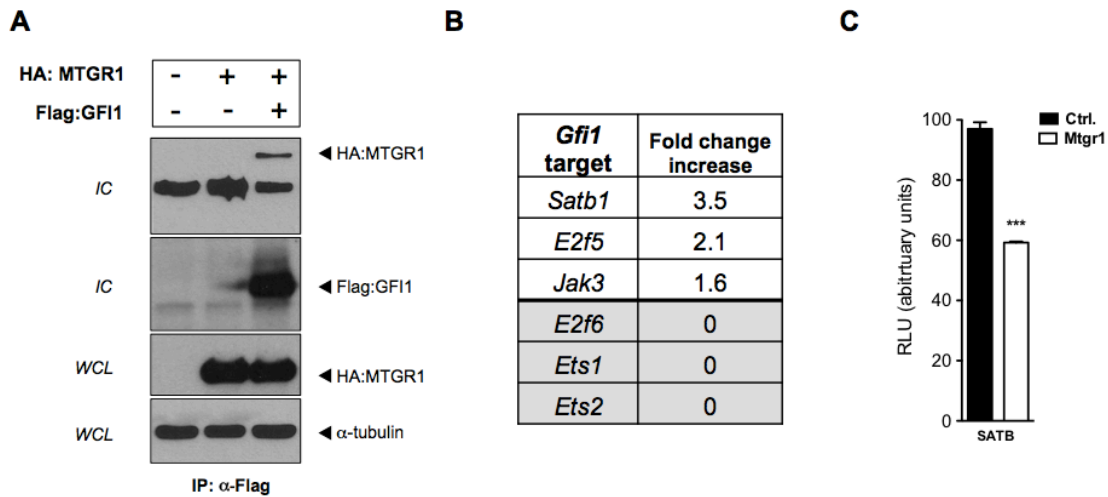 A
HA: MTGR1 - + +
Flag:GFI1 - - +
IC
HA:MTGR1
IC
Flag:GFI1
WCL
HA:MTGR1
WCL
α-tubulin
IP: α-Flag
B
Gfi1 target Fold change increase
Satb1 3.5
E2f5 2.1
Jak3 1.6
E2f6 0
Ets1 0
Ets2 0
C
Ctrl.
Mtgr1
RLU (abitrtuary units)
100
80
60
40
20
0
***
SATB